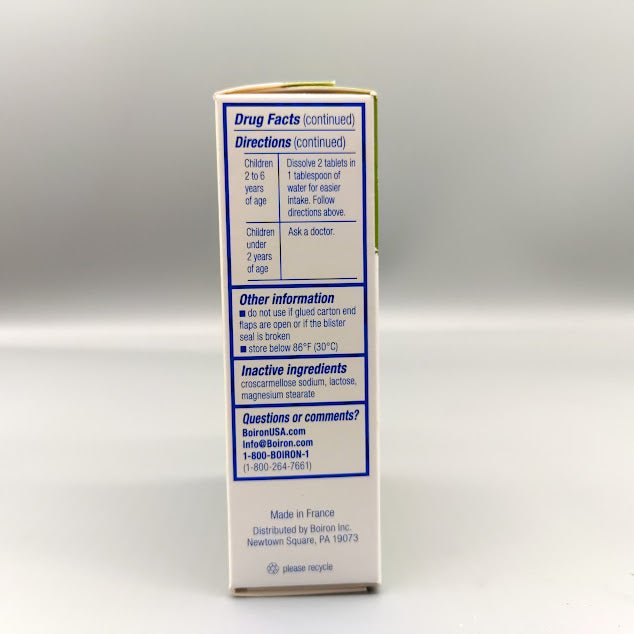 Drug Facts (continued)
Directions (continued)
Children
2 to 6
years
of age
Dissolve 2 tablets in
1 tablespoon of
water for easier
intake. Follow
directions above.
Children
under
2 years
of age
Ask a doctor.
Other information
■ do not use if glued carton end
flaps are open or if the blister
seal is broken
■ store below 86°F (30°C)
Inactive ingredients
croscarmellose sodium, lactose,
magnesium stearate
Questions or comments?
BoironUSA.com
Info@Boiron.com
1-800-BOIRON-1
(1-800-264-7661)
Made in France
Distributed by Boiron Inc.
Newtown Square, PA 19073
please recycle